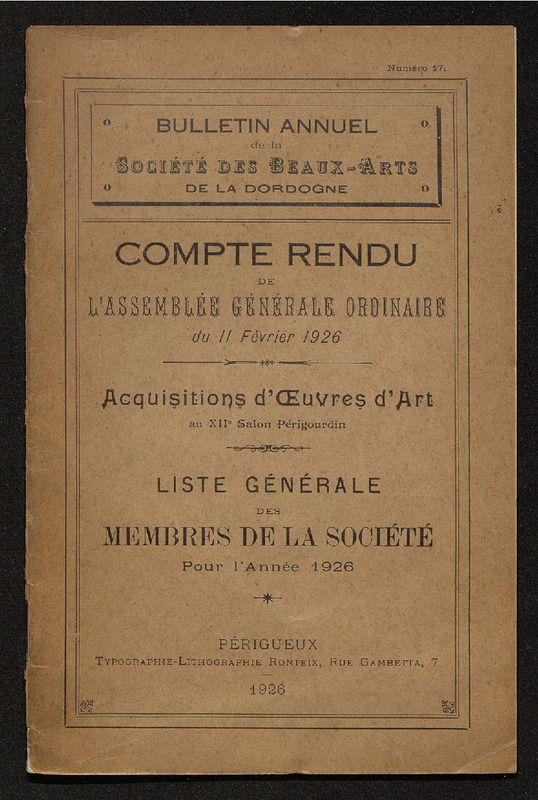 Numéro 17.
BULLETIN ANNUEL
de la
SOCIÉTÉ DES BEAUX-ARTS
DE LA DORDOGNE
COMPTE RENDU
DE
L'ASSEMBLÉE GÉNÉRALE ORDINAIRE
du 11 Février 1926
Acquisitions d'Œuvres d'Art
au XIIe Salon Périgourdin
LISTE GÉNÉRALE
DES
MEMBRES DE LA SOCIÉTÉ
Pour l'Année 1926
PÉRIGUEUX
TYPOGRAPHIE-LITHOGRAPHIE RONTEIX, RUE GAMBETTA, 7
1926